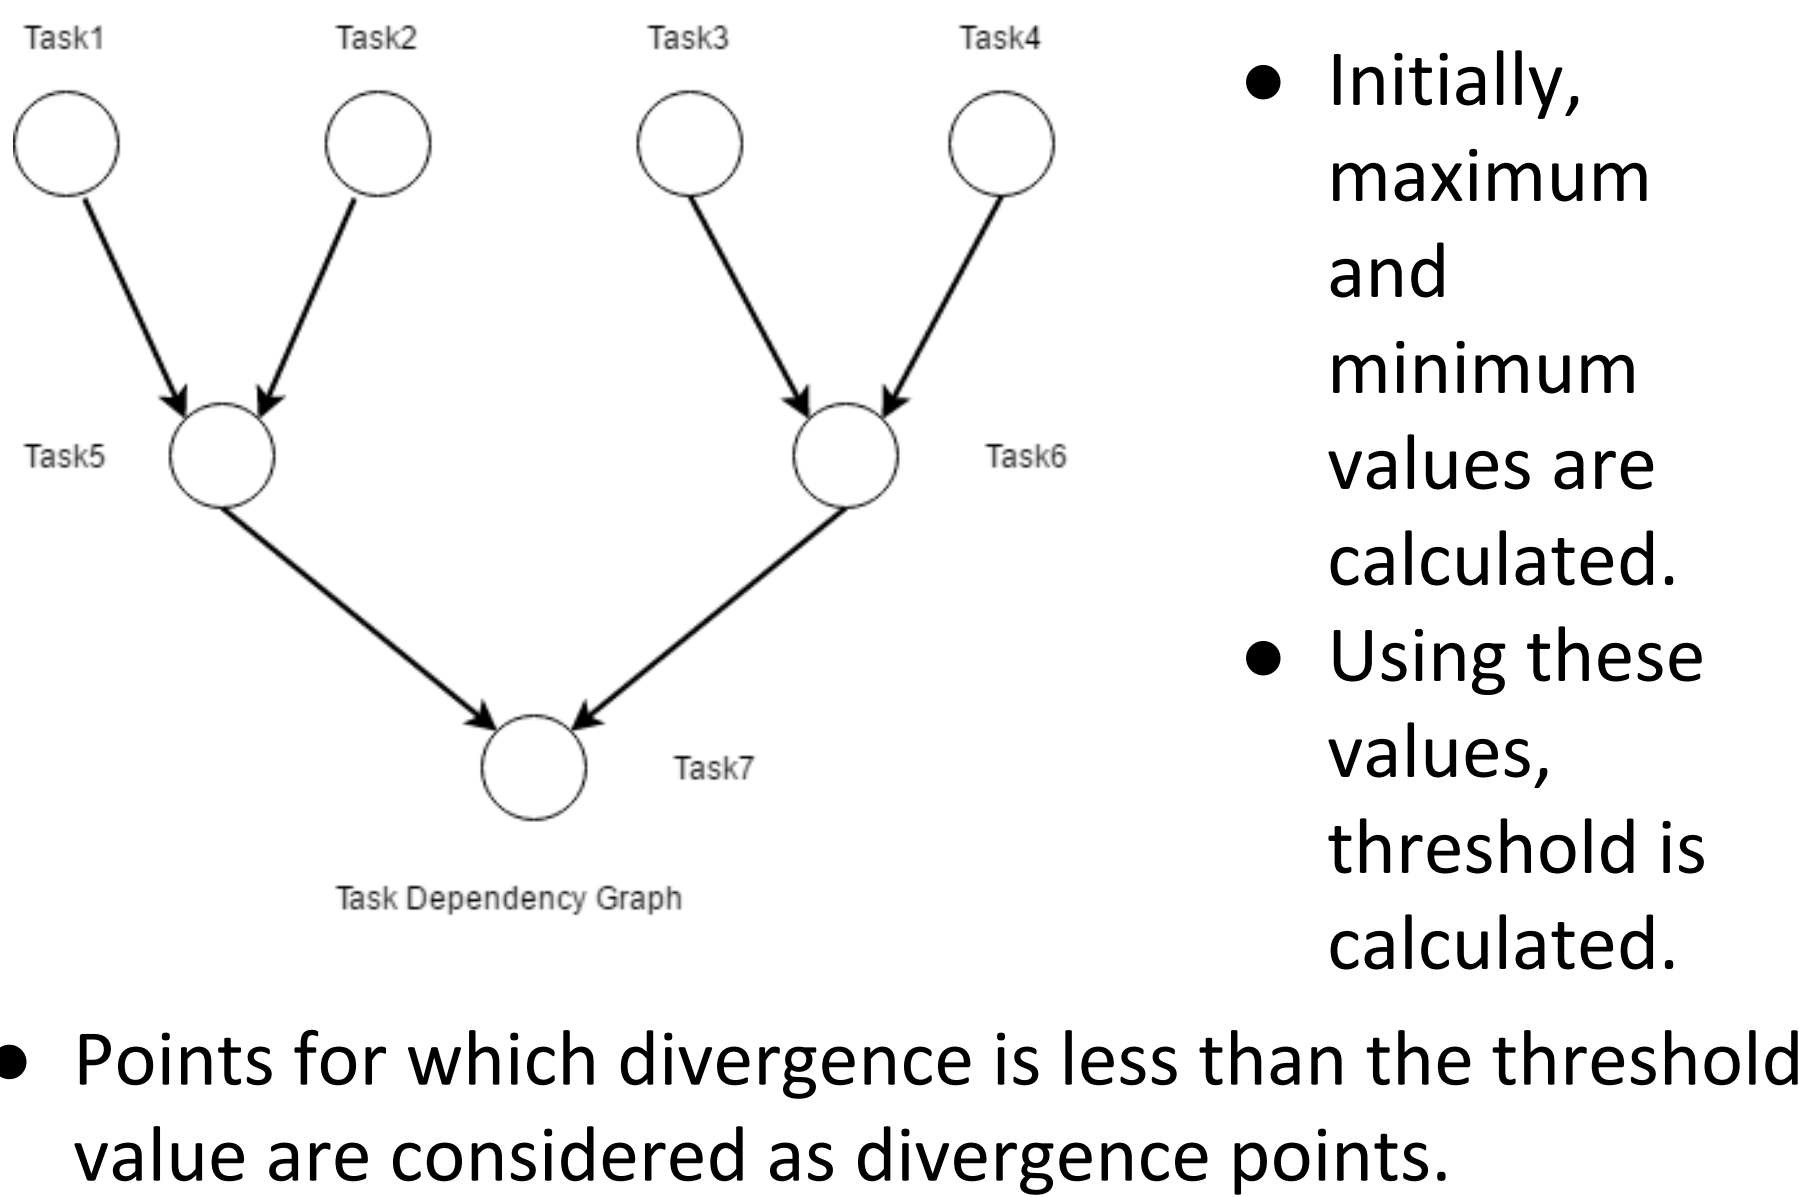 Task1
Task2
Task3
Task4
Task5
Task6
Task7
Task Dependency Graph
● Initially,
maximum
and
minimum
values are
calculated.
● Using these
values,
threshold is
calculated.
● Points for which divergence is less than the threshold
value are considered as divergence points.